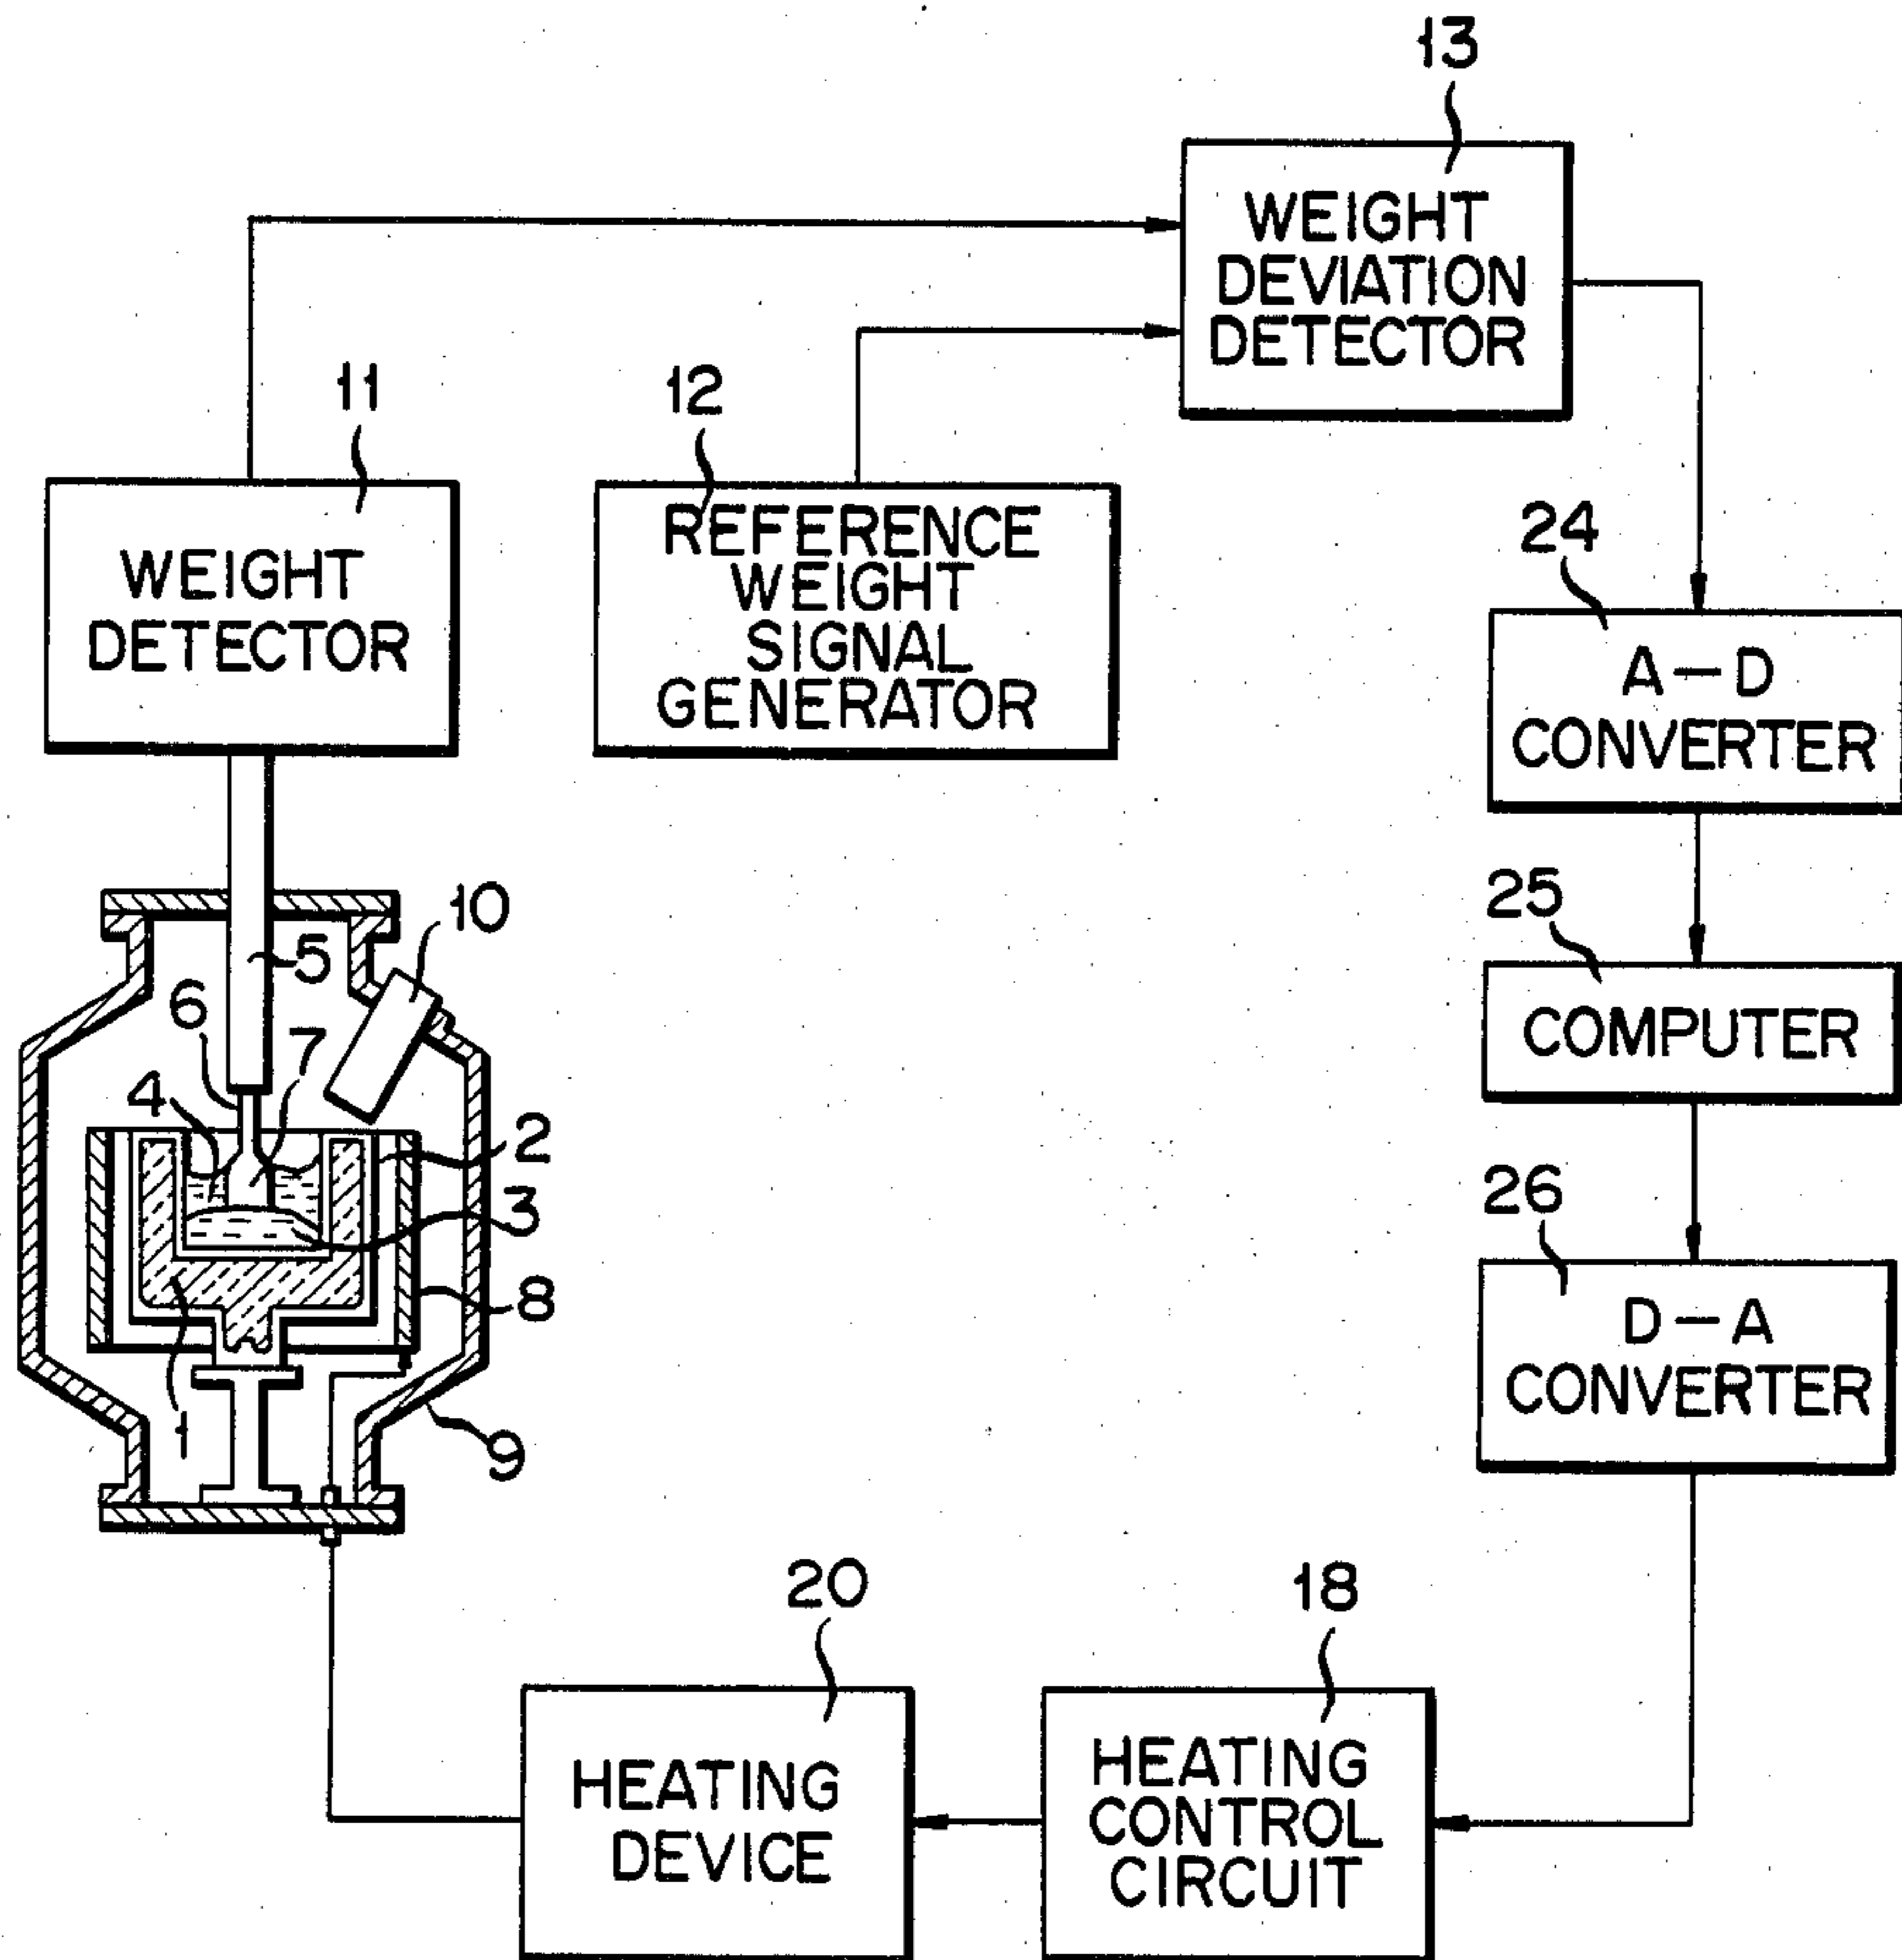 13
WEIGHT
DEVIATION
DETECTOR
11
12
WEIGHT
DETECTOR
REFERENCE
WEIGHT
SIGNAL
GENERATOR
24
A-D
CONVERTER
10
5
6
7
4
2
3
8
1
9
25
COMPUTER
26
D-A
CONVERTER
20
18
HEATING
DEVICE
HEATING
CONTROL
CIRCUIT